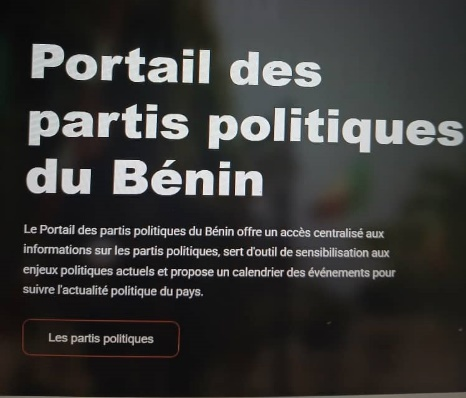 Portail des
partis politiques
du Bénin
Le Portail des partis politiques du Bénin offre un accès centralisé aux
informations sur les partis politiques, sert d'outil de sensibilisation aux
enjeux politiques actuels et propose un calendrier des événements pour
suivre l'actualité politique du pays.
Les partis politiques